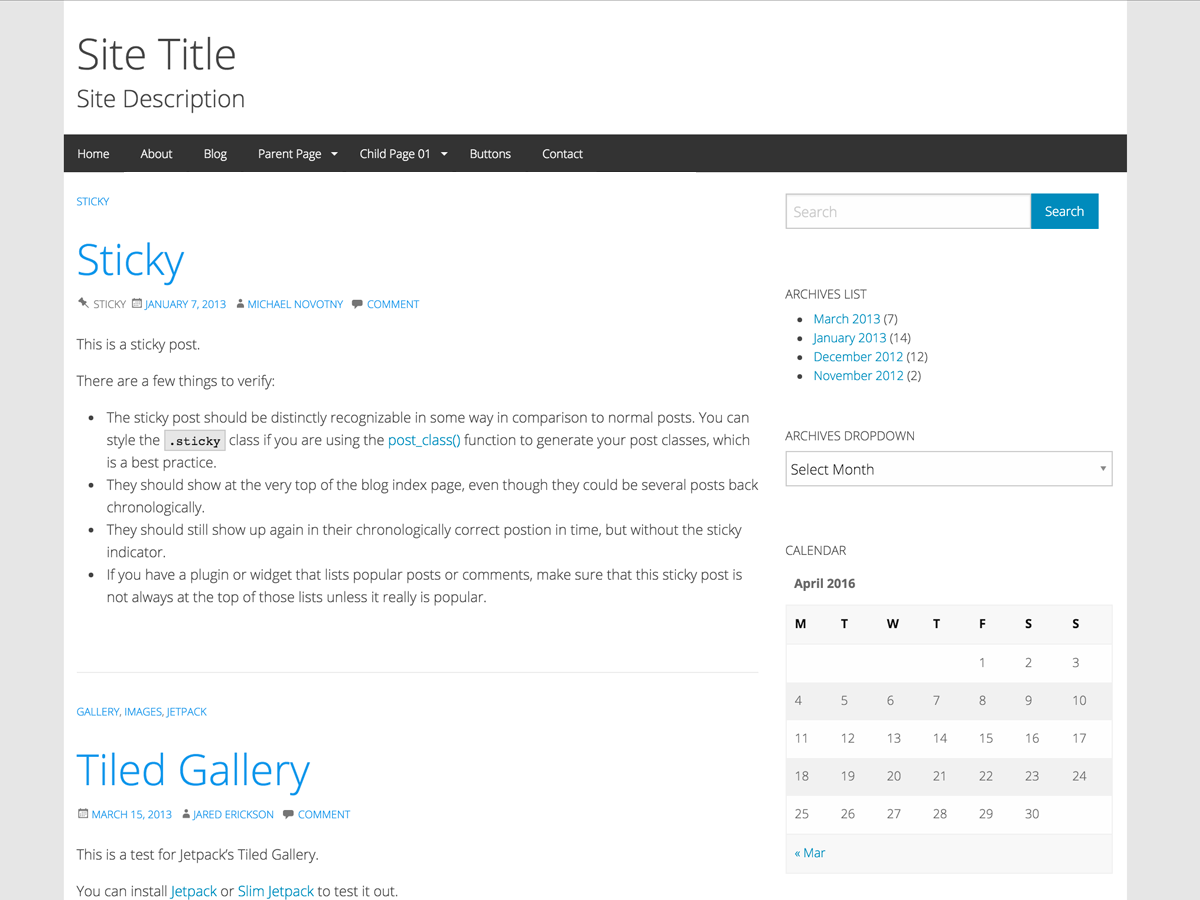 Site Title
Site Description
Home About Blog Parent Page Child Page 01 Buttons Contact
STICKY
Sticky
STICKY JANUARY 7, 2013 MICHAEL NOVOTNY COMMENT
This is a sticky post.
There are a few things to verify:
• The sticky post should be distinctly recognizable in some way in comparison to normal posts. You can
style the .sticky class if you are using the post_class() function to generate your post classes, which
is a best practice.
• They should show at the very top of the blog index page, even though they could be several posts back
chronologically.
• They should still show up again in their chronologically correct postion in time, but without the sticky
indicator.
• If you have a plugin or widget that lists popular posts or comments, make sure that this sticky post is
not always at the top of those lists unless it really is popular.
GALLERY, IMAGES, JETPACK
Tiled Gallery
MARCH 15, 2013 JARED ERICKSON COMMENT
This is a test for Jetpack’s Tiled Gallery.
You can install Jetpack or Slim Jetpack to test it out.
Search Search
ARCHIVES LIST
• March 2013 (7)
• January 2013 (14)
• December 2012 (12)
• November 2012 (2)
ARCHIVES DROPDOWN
Select Month
CALENDAR
April 2016
M T W T F S S
1 2 3
4 5 6 7 8 9 10
11 12 13 14 15 16 17
18 19 20 21 22 23 24
25 26 27 28 29 30
« Mar